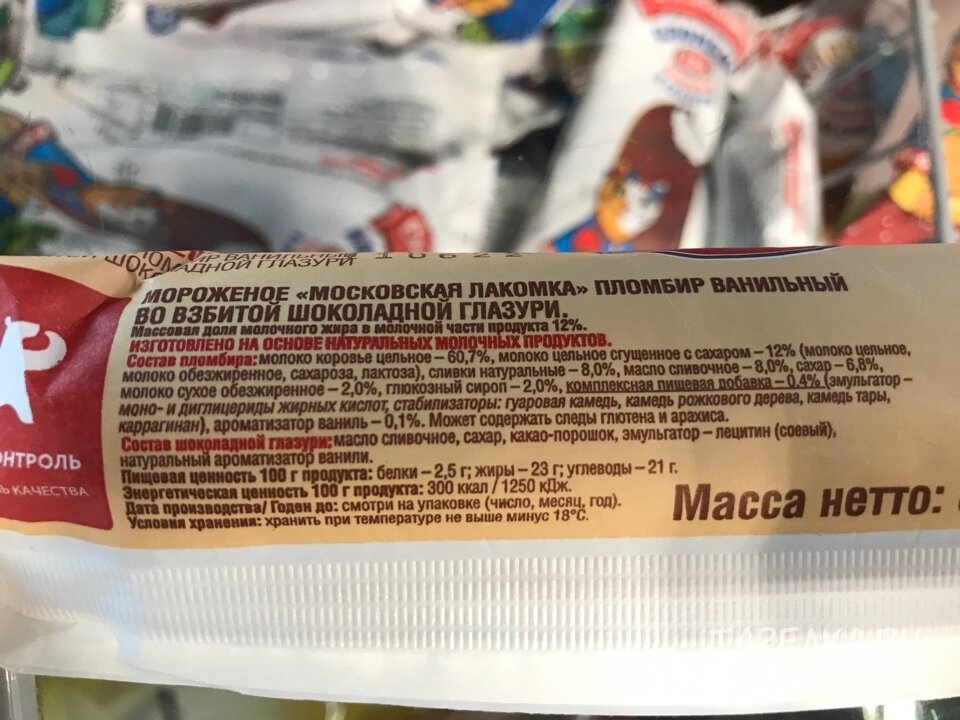 ШОКОЛАДНОЙ ГЛАЗУРИ
10622
МОРОЖЕНОЕ «МОСКОВСКАЯ ЛАКОМКА» ПЛОМБИР ВАНИЛЬНЫЙ
ВО ВЗБИТОЙ ШОКОЛАДНОЙ ГЛАЗУРИ.
Массовая доля молочного жира в молочной части продукта 12%.
ИЗГОТОВЛЕНО НА ОСНОВЕ НАТУРАЛЬНЫХ МОЛОЧНЫХ ПРОДУКТОВ.
Состав пломбира: молоко коровье цельное – 60,7%, молоко цельное сгущенное с сахаром – 12% (молоко цельное,
молоко обезжиренное, сахароза, лактоза), сливки натуральные – 8,0%, масло сливочное – 8,0%, сахар – 6,8%,
молоко сухое обезжиренное – 2,0%, глюкозный сироп – 2,0%, комплексная пищевая добавка – 0,4% (эмульгатор –
моно- и диглицериды жирных кислот, стабилизаторы: гуаровая камедь, камедь рожкового дерева, камедь тары,
каррагинан), ароматизатор ваниль – 0,1%. Может содержать следы глютена и арахиса.
Состав шоколадной глазури: масло сливочное, сахар, какао-порошок, эмульгатор – лецитин (соевый),
натуральный ароматизатор ванили.
Пищевая ценность 100 г продукта: белки – 2,5 г; жиры – 23 г; углеводы – 21 г.
Энергетическая ценность 100 г продукта: 300 ккал / 1250 кДж.
Дата производства/ Годен до: смотри на упаковке (число, месяц, год).
Условия хранения: хранить при температуре не выше минус 18°С.
Масса нетто:
ОНТРОЛЬ
Ь КАЧЕСТВА